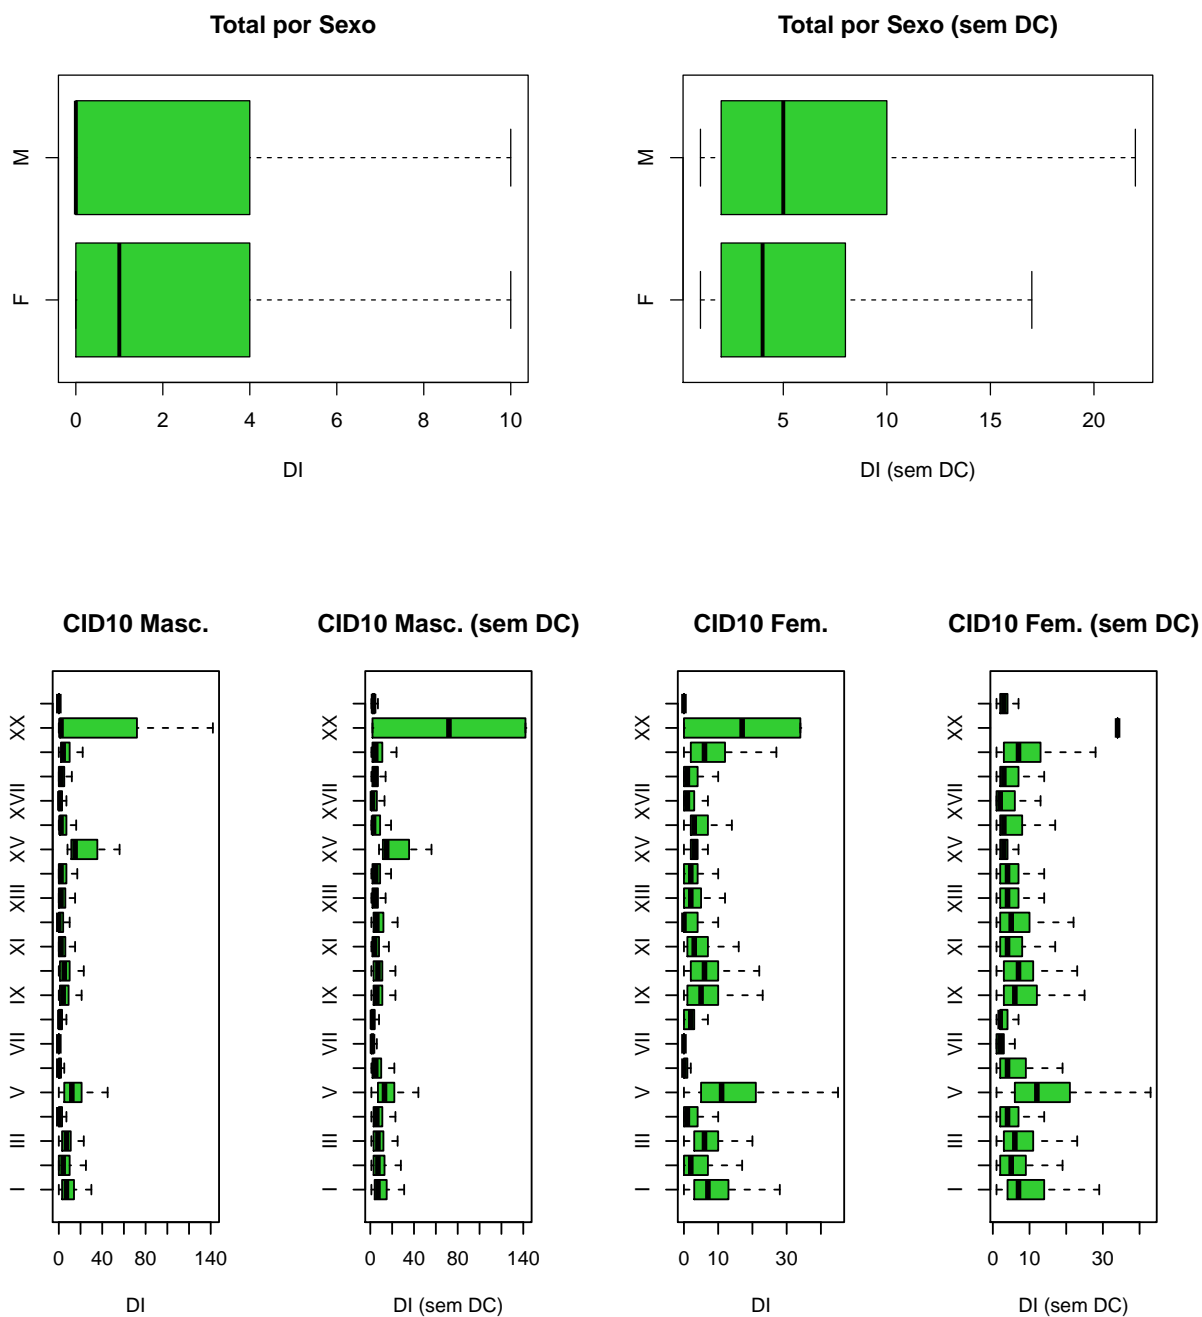 Total por Sexo
M
F
0 2 4 6 8 10
DI
Total por Sexo (sem DC)
M
F
5 10 15 20
DI (sem DC)
CID10 Masc.
XX
XVII
XV
XIII
XI
IX
VII
V
III
I
0 40 80 140
DI
CID10 Masc. (sem DC)
XX
XVII
XV
XIII
XI
IX
VII
V
III
I
0 40 80 140
DI (sem DC)
CID10 Fem.
XX
XVII
XV
XIII
XI
IX
VII
V
III
I
0 10 30
DI
CID10 Fem. (sem DC)
XX
XVII
XV
XIII
XI
IX
VII
V
III
I
0 10 30
DI (sem DC)